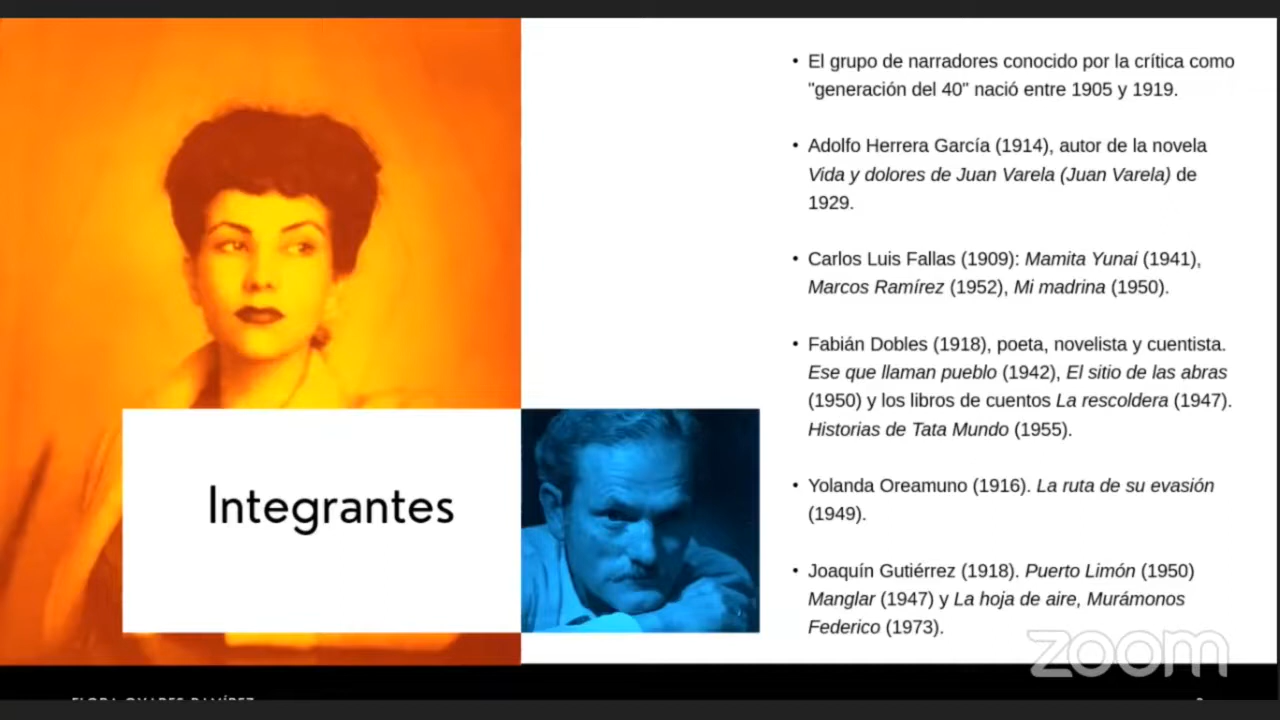 • El grupo de narradores conocido por la crítica como
"generación del 40" nació entre 1905 y 1919.
• Adolfo Herrera García (1914), autor de la novela
Vida y dolores de Juan Varela (Juan Varela) de
1929.
• Carlos Luis Fallas (1909): Mamita Yunai (1941),
Marcos Ramírez (1952), Mi madrina (1950).
• Fabián Dobles (1918), poeta, novelista y cuentista.
Ese que llaman pueblo (1942), El sitio de las abras
(1950) y los libros de cuentos La rescoldera (1947).
Historias de Tata Mundo (1955).
• Yolanda Oreamuno (1916). La ruta de su evasión
(1949).
• Joaquín Gutiérrez (1918). Puerto Limón (1950)
Manglar (1947) y La hoja de aire, Murámonos
Federico (1973).
Integrantes
zoom
FLORA OVARES RAMÍREZ